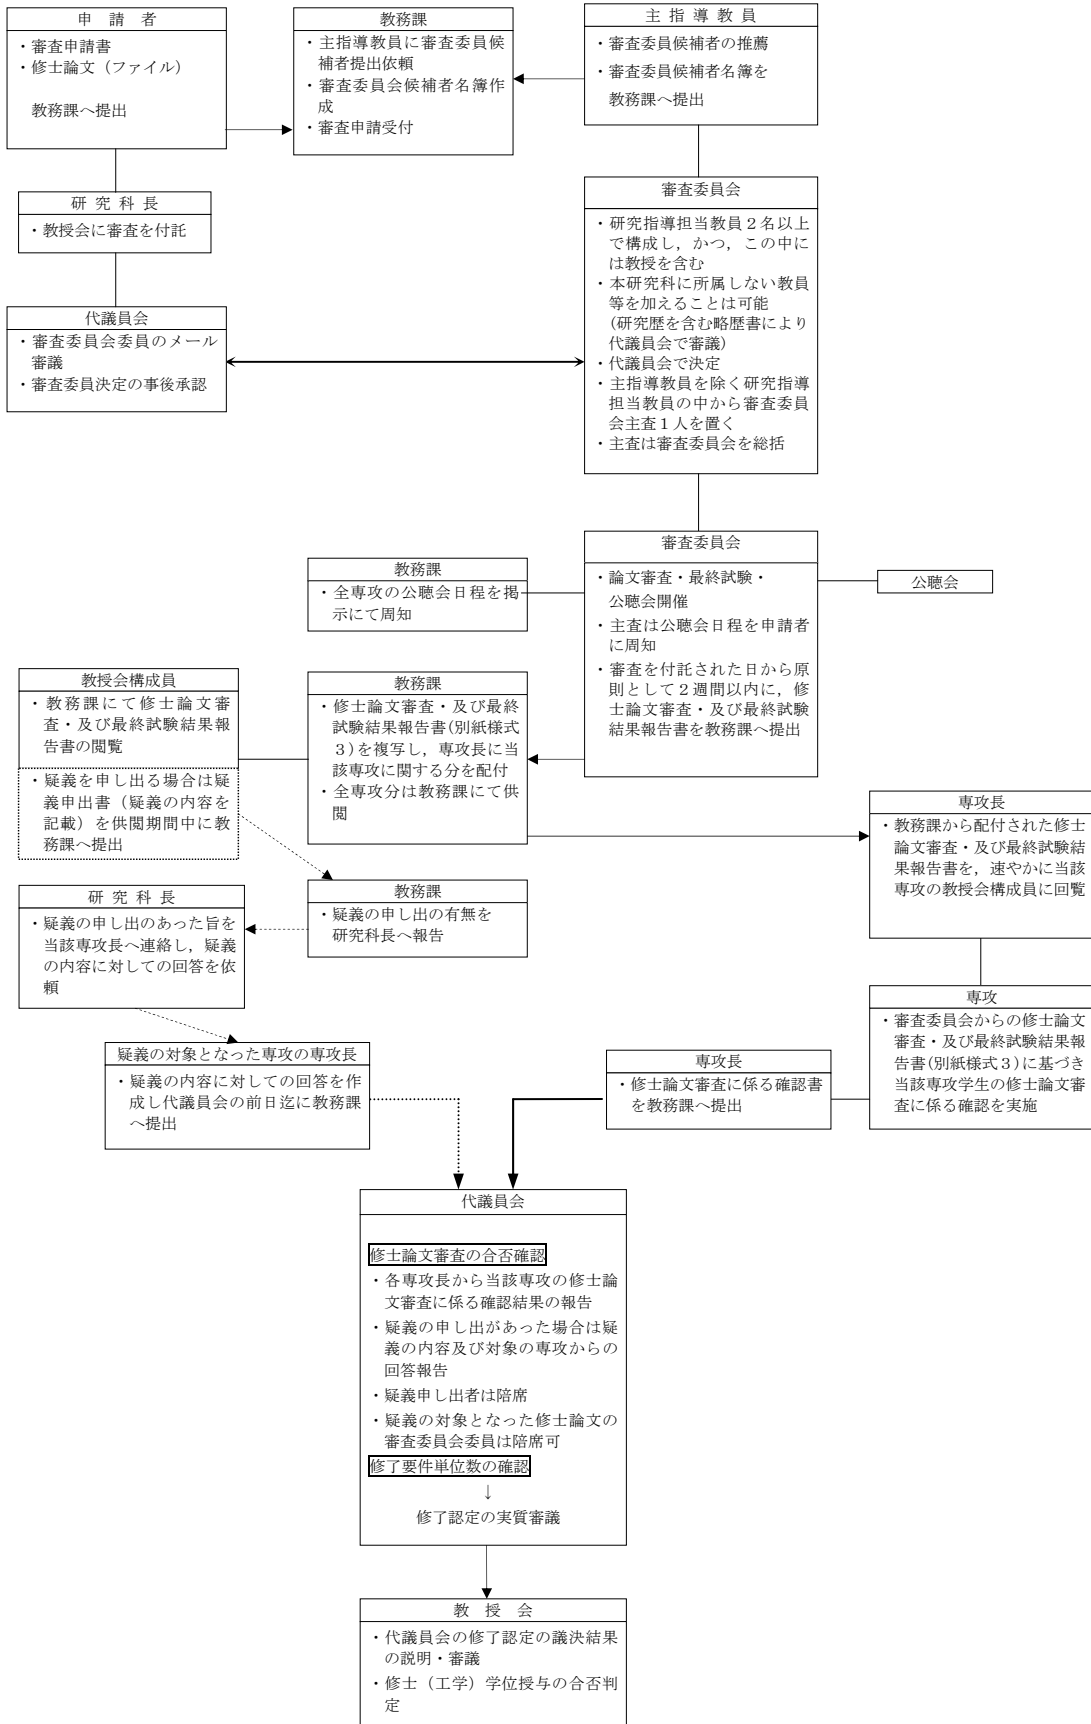 申 請 者
・審査申請書
・修士論文（ファイル）
教務課へ提出
教務課
・主指導教員に審査委員候
補者提出依頼
・審査委員会候補者名簿作
成
・審査申請受付
主 指 導 教 員
・審査委員候補者の推薦
・審査委員候補者名簿を
教務課へ提出
研 究 科 長
・教授会に審査を付託
代議員会
・審査委員会委員のメール
審議
・審査委員決定の事後承認
審査委員会
・研究指導担当教員２名以上
で構成し，かつ，この中に
は教授を含む
・本研究科に所属しない教員
等を加えることは可能
(研究歴を含む略歴書により
代議員会で審議)
・代議員会で決定
・主指導教員を除く研究指導
担当教員の中から審査委員
会主査１人を置く
・主査は審査委員会を総括
審査委員会
・論文審査・最終試験・
公聴会開催
・主査は公聴会日程を申請者
に周知
・審査を付託された日から原
則として２週間以内に，修
士論文審査・及び最終試験
結果報告書を教務課へ提出
公聴会
教務課
・全専攻の公聴会日程を掲
示にて周知
教授会構成員
・教務課にて修士論文審
査・及び最終試験結果報
告書の閲覧
・疑義を申し出る場合は疑
義申出書（疑義の内容を
記載）を供閲期間中に教
務課へ提出
教務課
・修士論文審査・及び最終
試験結果報告書(別紙様式
３)を複写し，専攻長に当
該専攻に関する分を配付
・全専攻分は教務課にて供
閲
専攻長
・教務課から配付された修士
論文審査・及び最終試験結
果報告書を，速やかに当該
専攻の教授会構成員に回覧
教務課
・疑義の申し出の有無を
研究科長へ報告
研 究 科 長
・疑義の申し出のあった旨を
当該専攻長へ連絡し，疑義
の内容に対しての回答を依
頼
専攻
・審査委員会からの修士論文
審査・及び最終試験結果報
告書(別紙様式３)に基づき
当該専攻学生の修士論文審
査に係る確認を実施
疑義の対象となった専攻の専攻長
・疑義の内容に対しての回答を作
成し代議員会の前日迄に教務課
へ提出
専攻長
・修士論文審査に係る確認書
を教務課へ提出
代議員会
修士論文審査の合否確認
・各専攻長から当該専攻の修士論
文審査に係る確認結果の報告
・疑義の申し出があった場合は疑
義の内容及び対象の専攻からの
回答報告
・疑義申し出者は陪席
・疑義の対象となった修士論文の
審査委員会委員は陪席可
修了要件単位数の確認
↓
修了認定の実質審議
教 授 会
・代議員会の修了認定の議決結果
の説明・審議
・修士（工学）学位授与の合否判
定